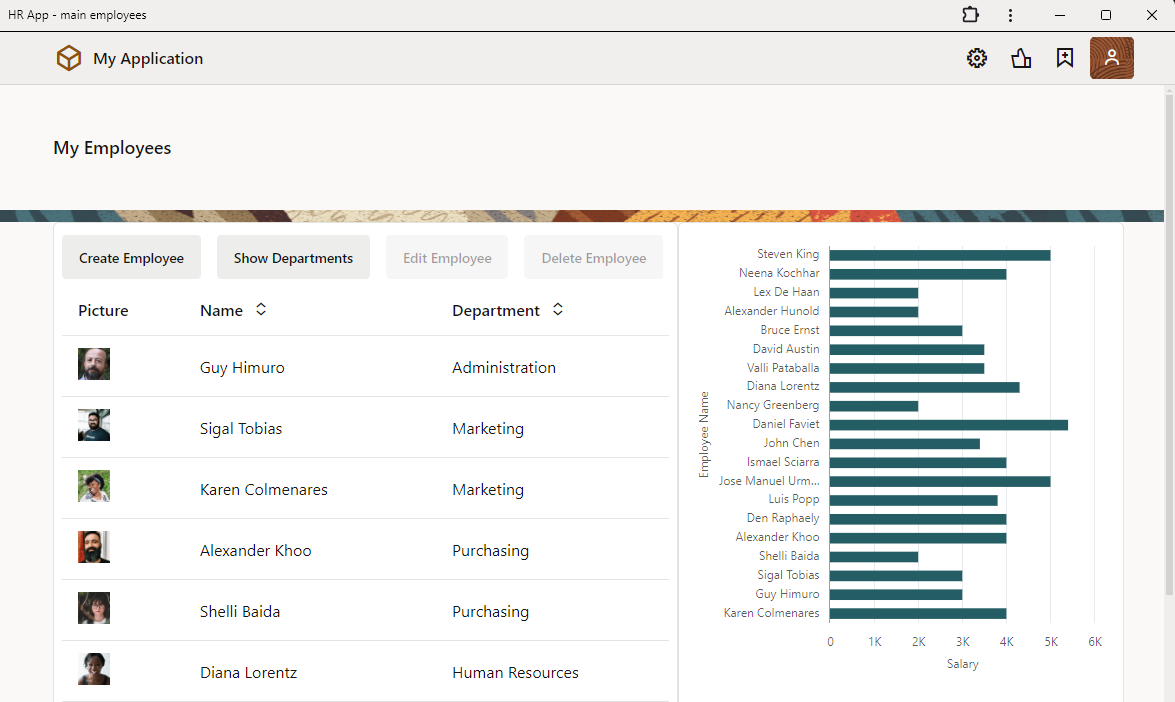 HR App - main employees
My Application
My Employees
Create Employee Show Departments Edit Employee Delete Employee
Picture Name Department
Guy Himuro Administration
Sigal Tobias Marketing
Karen Colmenares Marketing
Alexander Khoo Purchasing
Shelli Baida Purchasing
Diana Lorentz Human Resources
Employee Name
Steven King
Neena Kochhar
Lex De Haan
Alexander Hunold
Bruce Ernst
David Austin
Valli Pataballa
Diana Lorentz
Nancy Greenberg
Daniel Faviet
John Chen
Ismael Sciarra
Jose Manuel Urm...
Luis Popp
Den Raphaely
Alexander Khoo
Shelli Baida
Sigal Tobias
Guy Himuro
Karen Colmenares
0 1K 2K 3K 4K 5K 6K
Salary